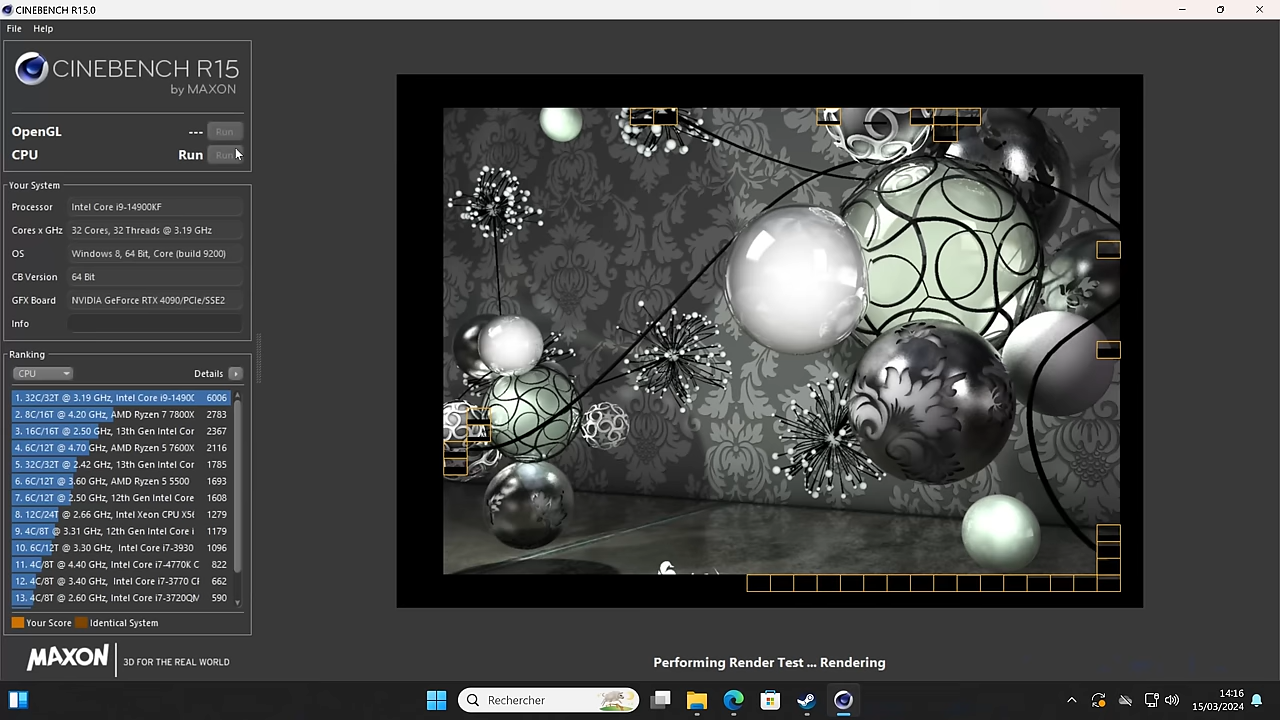 CINEBENCH R15.0
File Help
CINEBENCH R15
by MAXON
OpenGL --- Run
CPU Run Run
Your System
Processor Intel Core i9-14900KF
Cores x GHz 32 Cores, 32 Threads @ 3.19 GHz
OS Windows 8, 64 Bit, Core (build 9200)
CB Version 64 Bit
GFX Board NVIDIA GeForce RTX 4090/PCIe/SSE2
Info
Ranking
CPU Details
1. 32C/32T @ 3.19 GHz, Intel Core i9-1490( 6006
2. 8C/16T @ 4.20 GHz, AMD Ryzen 7 7800X 2783
3. 16C/16T @ 2.50 GHz, 13th Gen Intel Cor 2367
4. 6C/12T @ 4.70 GHz, AMD Ryzen 5 7600X 2116
5. 32C/32T @ 2.42 GHz, 13th Gen Intel Cor 1785
6. 6C/12T @ 3.60 GHz, AMD Ryzen 5 5500 1693
7. 6C/12T @ 2.50 GHz, 12th Gen Intel Core 1608
8. 12C/24T @ 2.66 GHz, Intel Xeon CPU X56 1279
9. 4C/8T @ 3.31 GHz, 12th Gen Intel Core i 1179
10. 6C/12T @ 3.30 GHz, Intel Core i7-3930 1096
11. 4C/8T @ 4.40 GHz, Intel Core i7-4770K C 822
12. 4C/8T @ 3.40 GHz, Intel Core i7-3770 CF 662
13. 4C/8T @ 2.60 GHz, Intel Core i7-3720QM 590
Your Score Identical System
MAXON 3D FOR THE REAL WORLD
Performing Render Test ... Rendering
Rechercher
14:16
15/03/2024